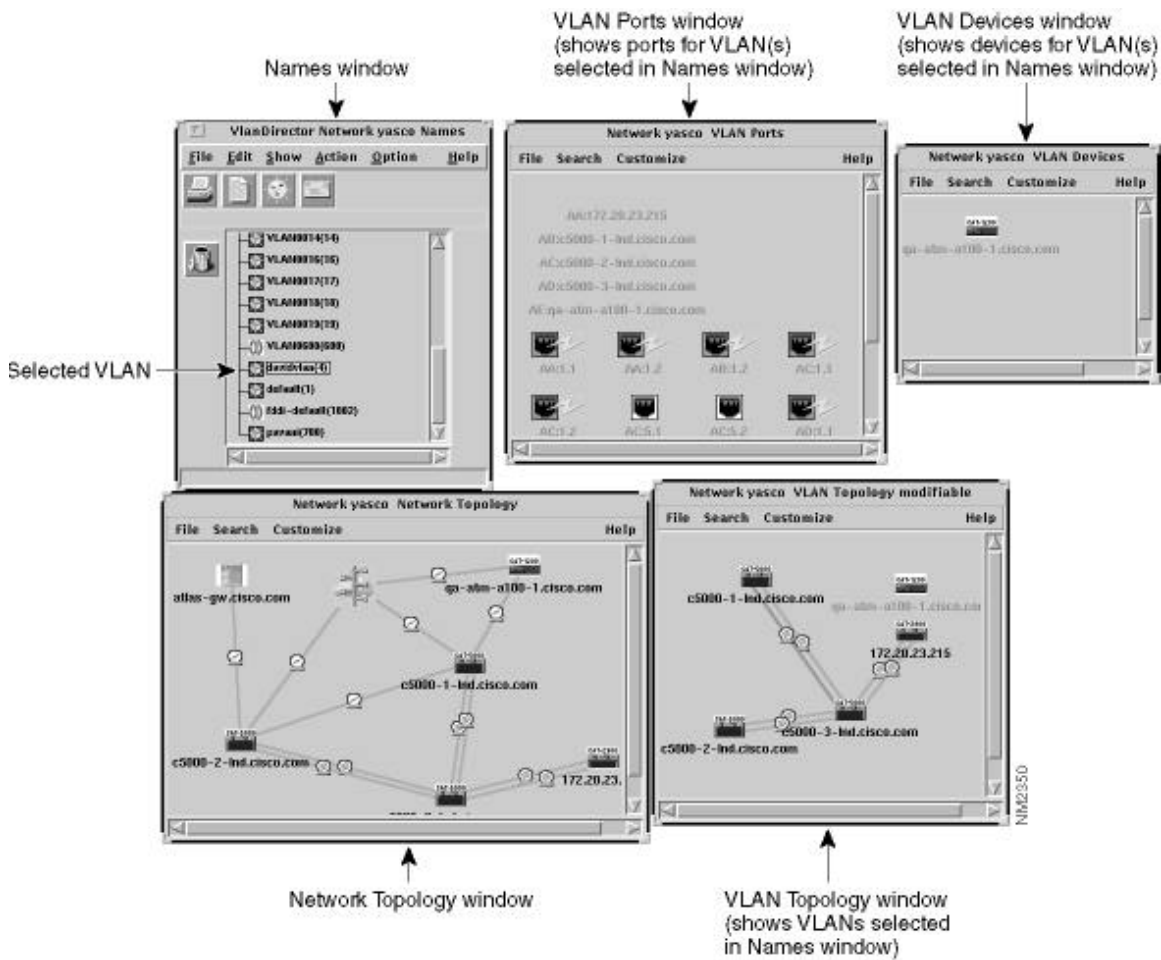 VLAN Ports window
(shows ports for VLAN(s)
selected in Names window)
VLAN Devices window
(shows devices for VLAN(s)
selected in Names window)
Names window
VlanDirector Network yasco Names
File Edit Show Action Option Help
VLAN0014(14)
VLAN0016(16)
VLAN0017(17)
VLAN0018(18)
VLAN0019(19)
VLAN0600(600)
davidvlan(4)
default(1)
fddi-default(1002)
Selected VLAN
Network yasco VLAN Ports
File Search Customize Help
AA:172.20.23.215
AB:c5000-1-lnd.cisco.com
AC:c5000-2-lnd.cisco.com
AD:c5000-3-lnd.cisco.com
AE:qa-atm-a100-1.cisco.com
AA:1.1 AA:1.2 AB:1.2 AC:1.1
AC:1.2 AC:5.1 AC:5.2 AD:1.1
Network yasco VLAN Devices
File Search Customize Help
qa-atm-a100-1.cisco.com
Network yasco Network Topology
File Search Customize Help
atlas-gw.cisco.com
qa-atm-a100-1.cisco.com
c5000-1-lnd.cisco.com
c5000-2-lnd.cisco.com
172.20.23.
Network yasco VLAN Topology modifiable
File Search Customize Help
c5000-1-lnd.cisco.com
qa-atm-a100-1.cisco.co
172.20.23.215
c5000-3-lnd.cisco.com
c5000-2-lnd.cisco.com
NM2350
Network Topology window
VLAN Topology window
(shows VLANs selected
in Names window)